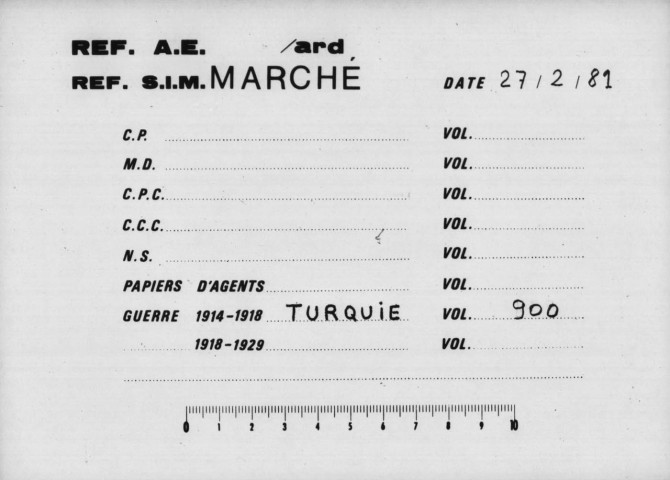 REF. A.E. /ard
REF. S.I.M. MARCHÉ DATE 27/2/81
C.P. VOL.
M.D. VOL.
C.P.C. VOL.
C.C.C. VOL.
N.S. VOL.
PAPIERS D'AGENTS VOL.
GUERRE 1914-1918 TURQUIE VOL. 900
1918-1929 VOL.
0 1 2 3 4 5 6 7 8 9 10